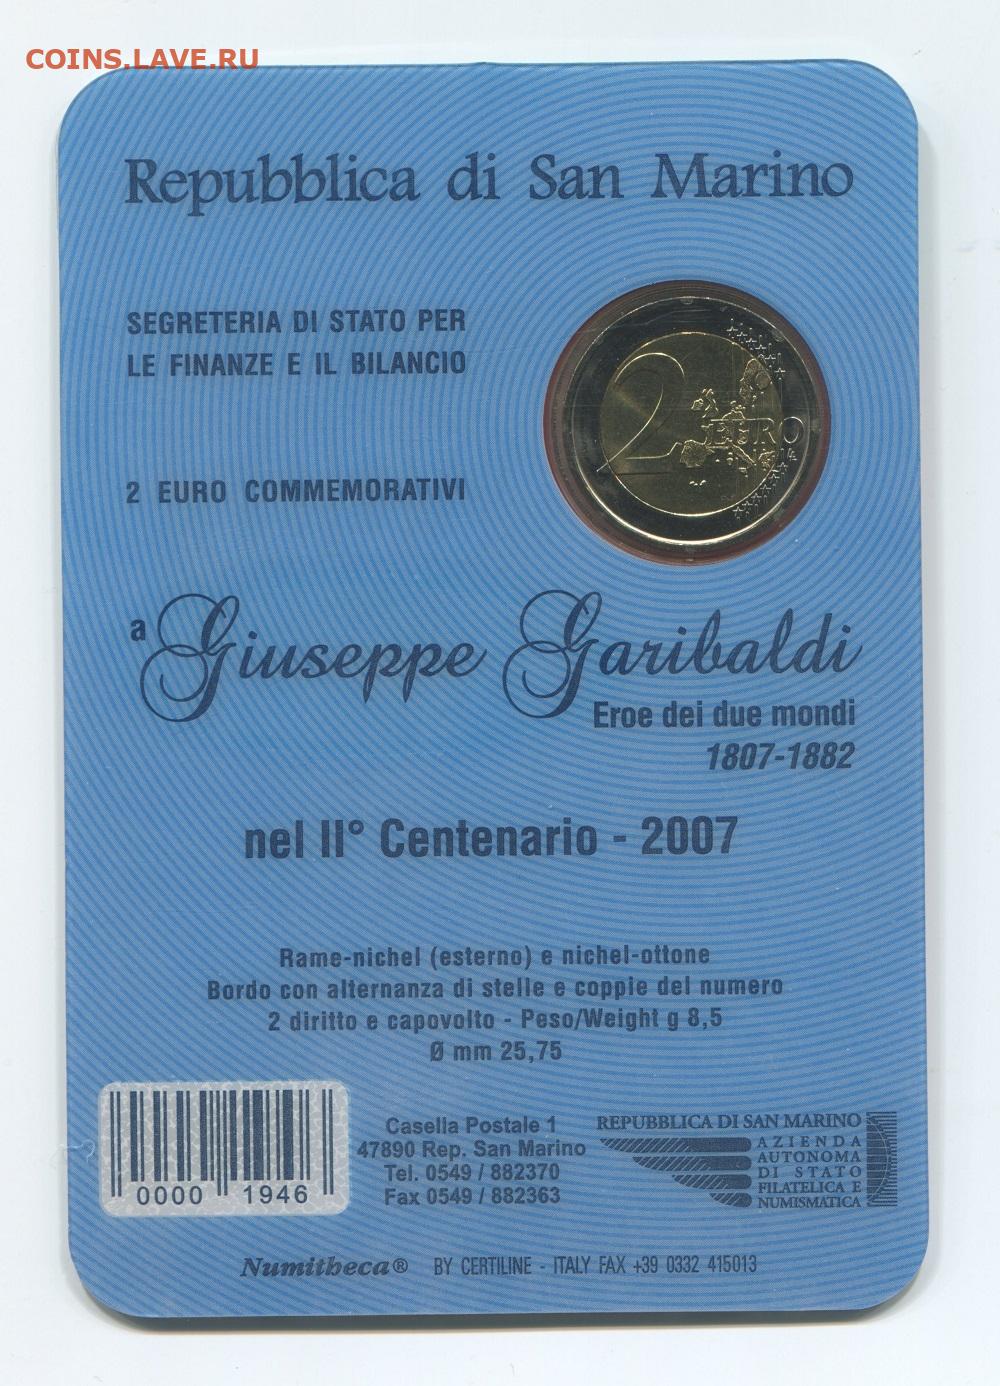 COINS.LAVE.RU
Repubblica di San Marino
SEGRETERIA DI STATO PER
LE FINANZE E IL BILANCIO
2 EURO COMMEMORATIVI
2 EURO
a Giuseppe Garibaldi
Eroe dei due mondi
1807-1882
nel II° Centenario - 2007
Rame-nichel (esterno) e nichel-ottone
Bordo con alternanza di stelle e coppie del numero
2 diritto e capovolto - Peso/Weight g 8,5
Ø mm 25,75
0000 1946
Casella Postale 1
47890 Rep. San Marino
Tel. 0549 / 882370
Fax 0549 / 882363
REPUBBLICA DI SAN MARINO
AZIENDA
AUTONOMA
DI STATO
FILATELICA E
NUMISMATICA
Numitheca® BY CERTILINE - ITALY FAX +39 0332 415013